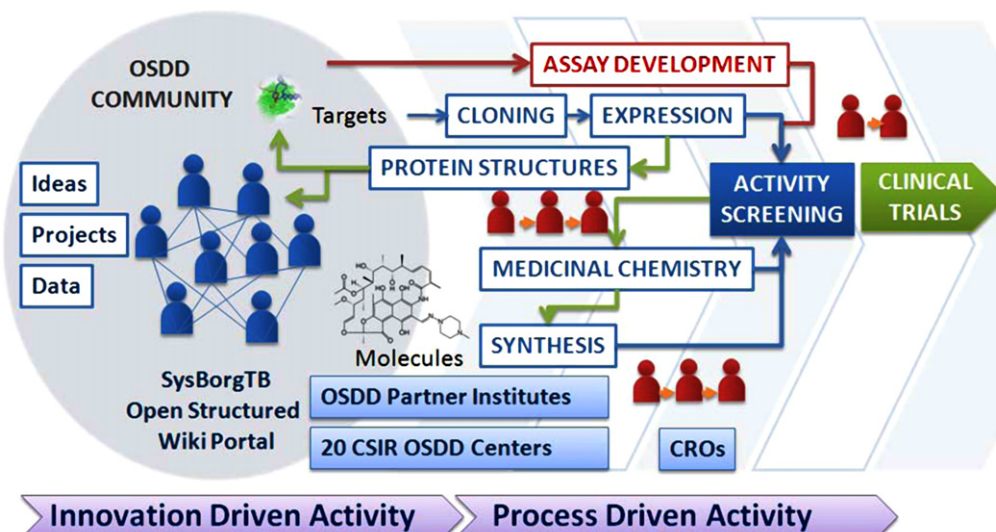 OSDD
COMMUNITY
ASSAY DEVELOPMENT
Targets
CLONING
EXPRESSION
PROTEIN STRUCTURES
Ideas
Projects
Data
ACTIVITY
SCREENING
CLINICAL
TRIALS
MEDICINAL CHEMISTRY
Molecules
SYNTHESIS
SysBorgTB
Open Structured
Wiki Portal
OSDD Partner Institutes
20 CSIR OSDD Centers
CROs
Innovation Driven Activity
Process Driven Activity